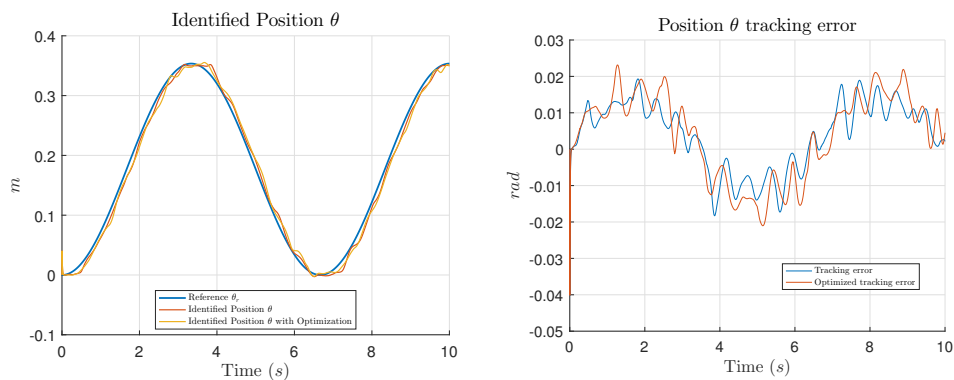 Identified Position θ
0.4
0.3
0.2
0.1
0
-0.1
m
0 2 4 6 8 10
Time (s)
Reference θr
Identified Position θ
Identified Position θ with Optimization
Position θ tracking error
0.03
0.02
0.01
0
-0.01
-0.02
-0.03
-0.04
-0.05
rad
0 2 4 6 8 10
Time (s)
Tracking error
Optimized tracking error